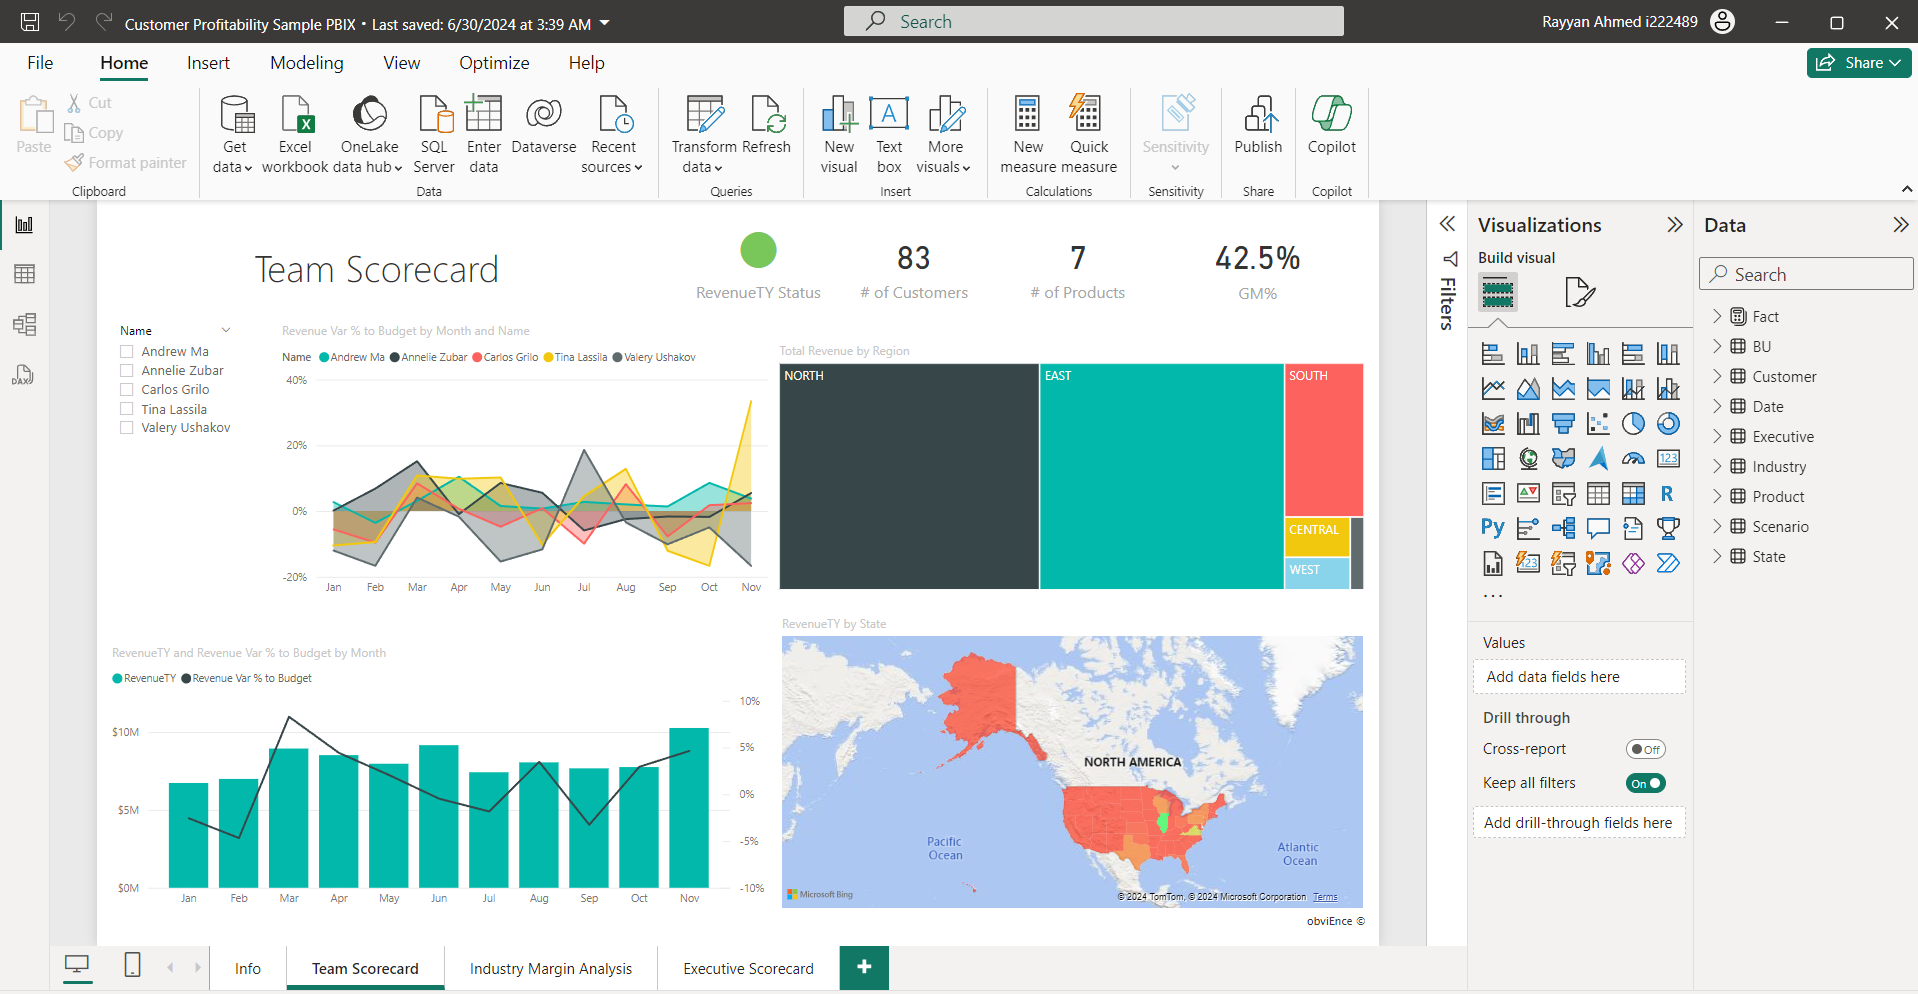 Customer Profitability Sample PBIX • Last saved: 6/30/2024 at 3:39 AM
Search
Rayyan Ahmed i222489
File
Home
Insert
Modeling
View
Optimize
Help
Share
Paste
Cut
Copy
Format painter
Clipboard
Get data
Excel workbook
OneLake data hub
SQL Server
Enter data
Dataverse
Recent sources
Data
Transform data
Refresh
Queries
New visual
Text box
More visuals
Insert
New measure
Quick measure
Calculations
Sensitivity
Sensitivity
Publish
Share
Copilot
Copilot
Team Scorecard
RevenueTY Status
83
# of Customers
7
# of Products
42.5%
GM%
Name
Andrew Ma
Annelie Zubar
Carlos Grilo
Tina Lassila
Valery Ushakov
Revenue Var % to Budget by Month and Name
Name Andrew Ma Annelie Zubar Carlos Grilo Tina Lassila Valery Ushakov
40%
20%
0%
-20%
Jan Feb Mar Apr May Jun Jul Aug Sep Oct Nov
Total Revenue by Region
NORTH
EAST
SOUTH
CENTRAL
WEST
RevenueTY and Revenue Var % to Budget by Month
RevenueTY Revenue Var % to Budget
$10M
$5M
$0M
10%
5%
0%
-5%
-10%
Jan Feb Mar Apr May Jun Jul Aug Sep Oct Nov
RevenueTY by State
NORTH AMERICA
Pacific
Ocean
Atlantic
Ocean
Microsoft Bing
© 2024 TomTom, © 2024 Microsoft Corporation Terms
obviEnce ©
Filters
Visualizations
Build visual
123
R
Py
123
...
Values
Add data fields here
Drill through
Cross-report
Off
Keep all filters
On
Add drill-through fields here
Data
Search
Fact
BU
Customer
Date
Executive
Industry
Product
Scenario
State
DAX
Info
Team Scorecard
Industry Margin Analysis
Executive Scorecard